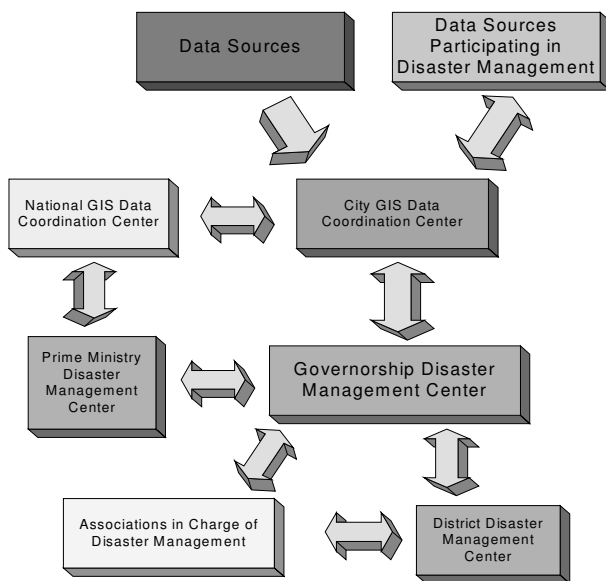 Data Sources
Data Sources
Participating in
Disaster Management
National GIS Data
Coordination Center
City GIS Data
Coordination Center
Prime Ministry
Disaster
Management
Center
Governorship Disaster
Management Center
Associations in Charge of
Disaster Management
District Disaster
Management
Center